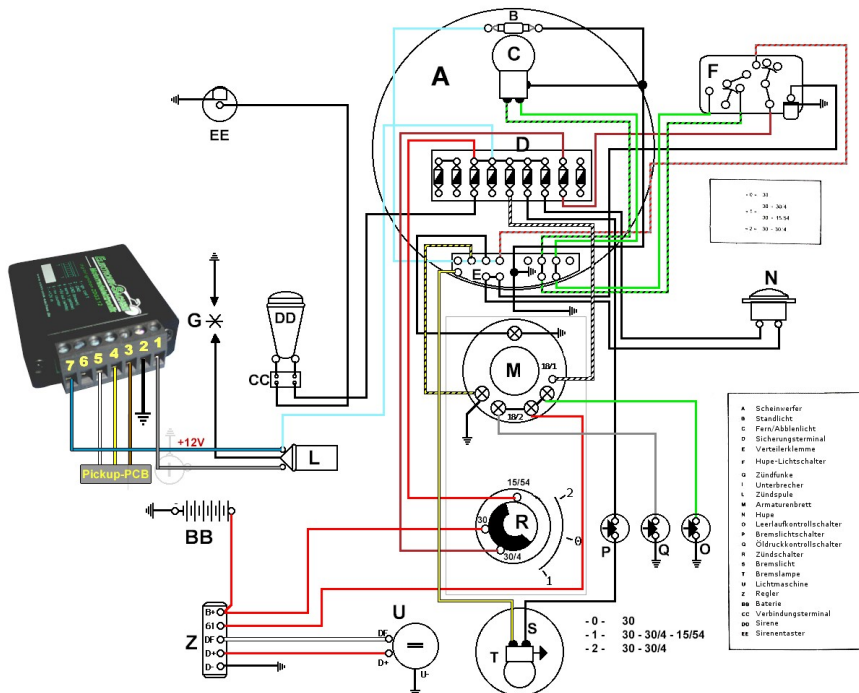 B
A
C
F
EE
D
- 0 - 30
30 - 30/4
- 1 -
30 - 15/54
- 2 - 30 - 30/4
E
N
G
DD
CC
M
18/1
18/2
7 6 5 4 3 2 1
+12V
Pickup-PCB
L
A Scheinwerfer
B Standlicht
C Fern/Abblenlicht
D Sicherungsterminal
E Verteilerklemme
F Hupe-Lichtschalter
G Zündfunke
I Unterbrecher
L Zündspule
M Armaturenbrett
N Hupe
O Leerlaufkontrollschalter
P Bremslichtschalter
Q Öldruckkontrollschalter
R Zündschalter
S Bremslicht
T Bremslampe
U Lichtmaschine
Z Regler
BB Baterie
CC Verbindungsterminal
DD Sirene
EE Sirentaster
15/54
30
R
30/4
2
0
1
P
Q
O
BB
-
B+
61
DF
D+
D-
Z
U
DF
D+
U-
S
T
- 0 - 30
- 1 - 30 - 30/4 - 15/54
- 2 - 30 - 30/4